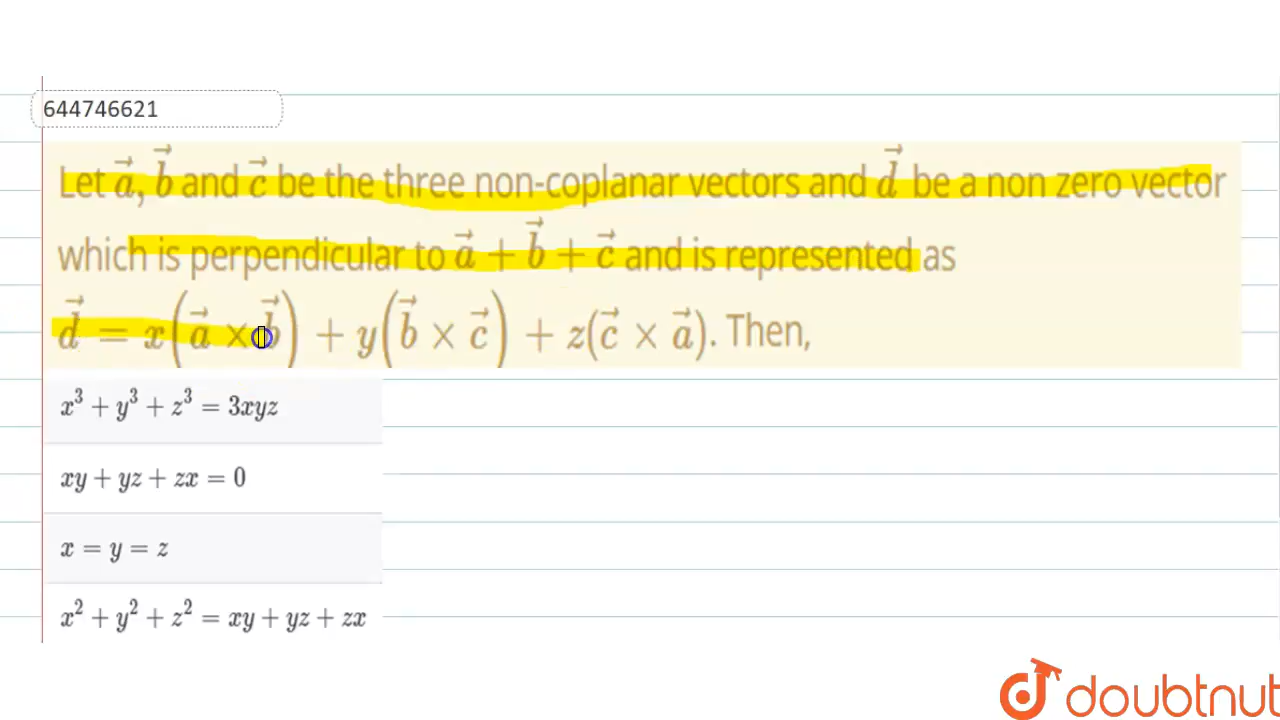 644746621
Let $\vec{a}, \vec{b}$ and $\vec{c}$ be the three non-coplanar vectors and $\vec{d}$ be a non zero vector
which is perpendicular to $\vec{a} + \vec{b} + \vec{c}$ and is represented as
$\vec{d} = x(\vec{a} \times \vec{b}) + y(\vec{b} \times \vec{c}) + z(\vec{c} \times \vec{a})$. Then,
$x^3 + y^3 + z^3 = 3xyz$
$xy + yz + zx = 0$
$x = y = z$
$x^2 + y^2 + z^2 = xy + yz + zx$
doubtnut